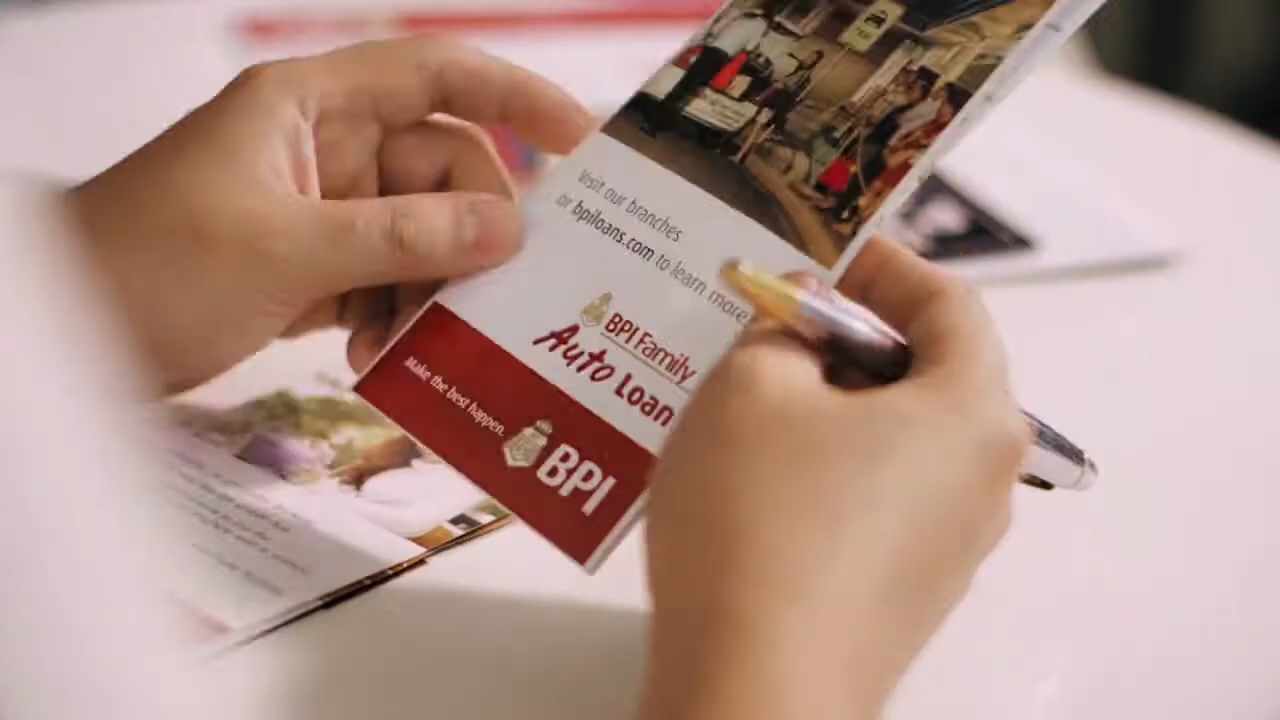 Visit our branches
or bpiloans.com to learn more!
BPI Family
Auto Loan
Make the best happen.
BPI